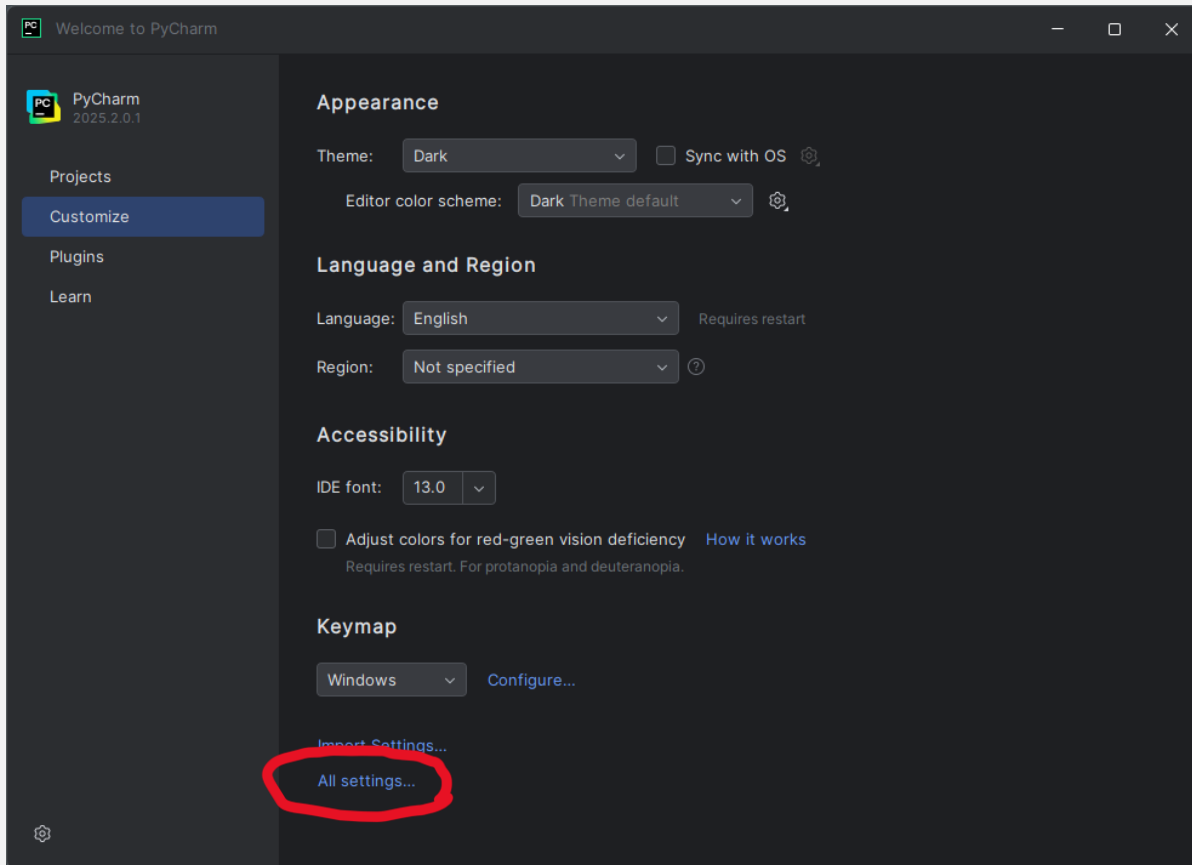 Welcome to PyCharm
PyCharm
2025.2.0.1
Projects
Customize
Plugins
Learn
Appearance
Theme: Dark Sync with OS
Editor color scheme: Dark Theme default
Language and Region
Language: English Requires restart
Region: Not specified ?
Accessibility
IDE font: 13.0
Adjust colors for red-green vision deficiency How it works
Requires restart. For protanopia and deuteranopia.
Keymap
Windows Configure...
Import Settings...
All settings...